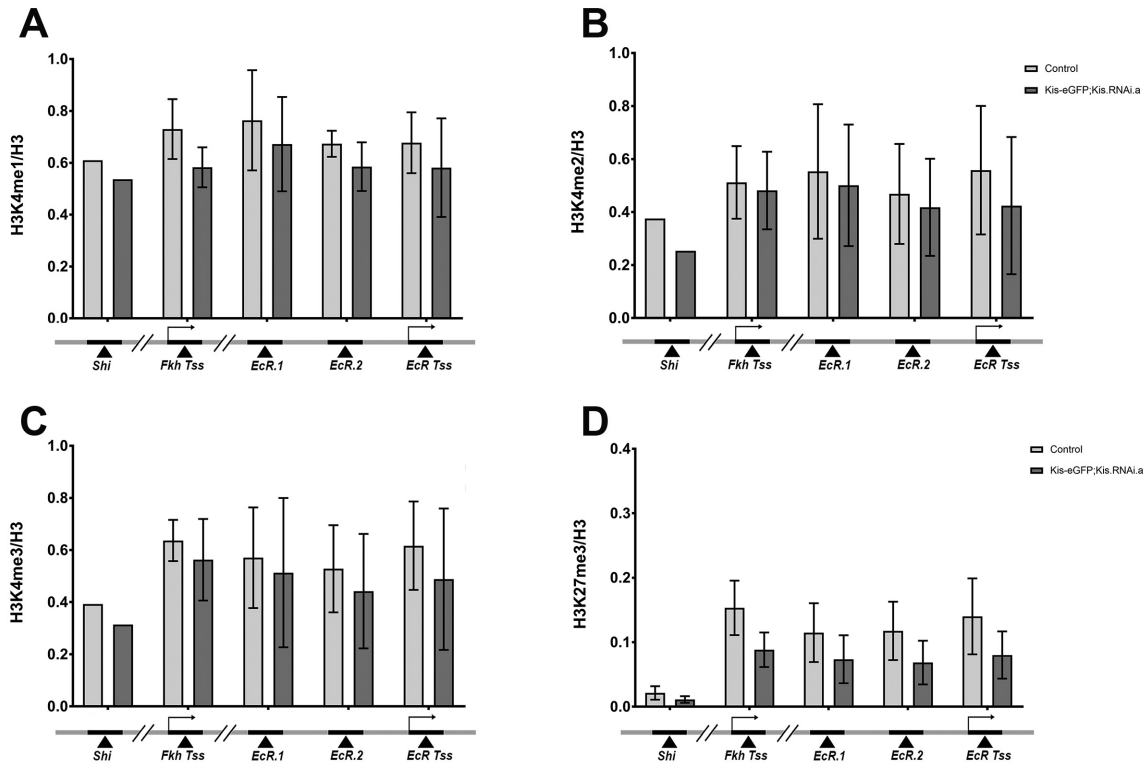 A
H3K4me1/H3
1.0
0.8
0.6
0.4
0.2
0.0
Shi
Fkh Tss
EcR.1
EcR.2
EcR Tss
B
H3K4me2/H3
1.0
0.8
0.6
0.4
0.2
0.0
Shi
Fkh Tss
EcR.1
EcR.2
EcR Tss
Control
Kis-eGFP;Kis.RNAi.a
C
H3K4me3/H3
1.0
0.8
0.6
0.4
0.2
0.0
Shi
Fkh Tss
EcR.1
EcR.2
EcR Tss
D
H3K27me3/H3
0.4
0.3
0.2
0.1
0.0
Shi
Fkh Tss
EcR.1
EcR.2
EcR Tss
Control
Kis-eGFP;Kis.RNAi.a